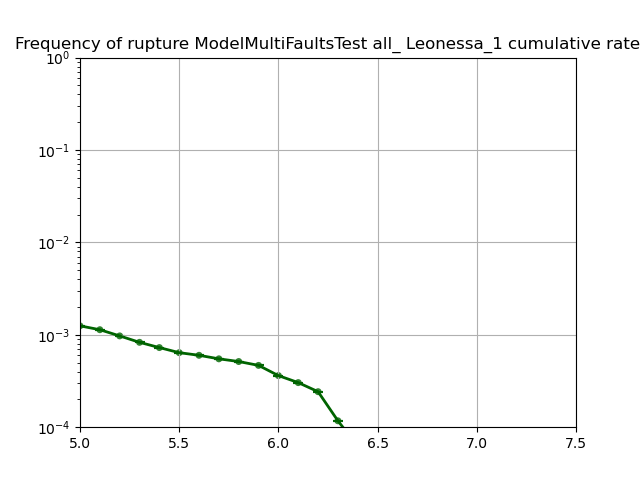 Frequency of rupture ModelMultiFaultsTest all_ Leonessa_1 cumulative rate
10⁰
10⁻¹
10⁻²
10⁻³
10⁻⁴
5.0 5.5 6.0 6.5 7.0 7.5